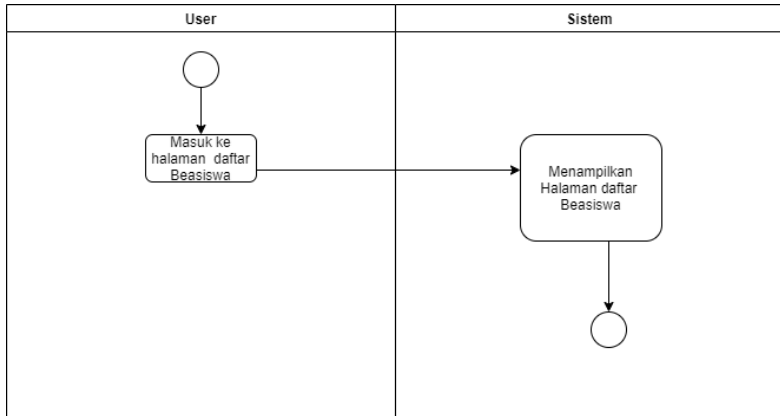 User
Sistem
Masuk ke
halaman daftar
Beasiswa
Menampilkan
Halaman daftar
Beasiswa